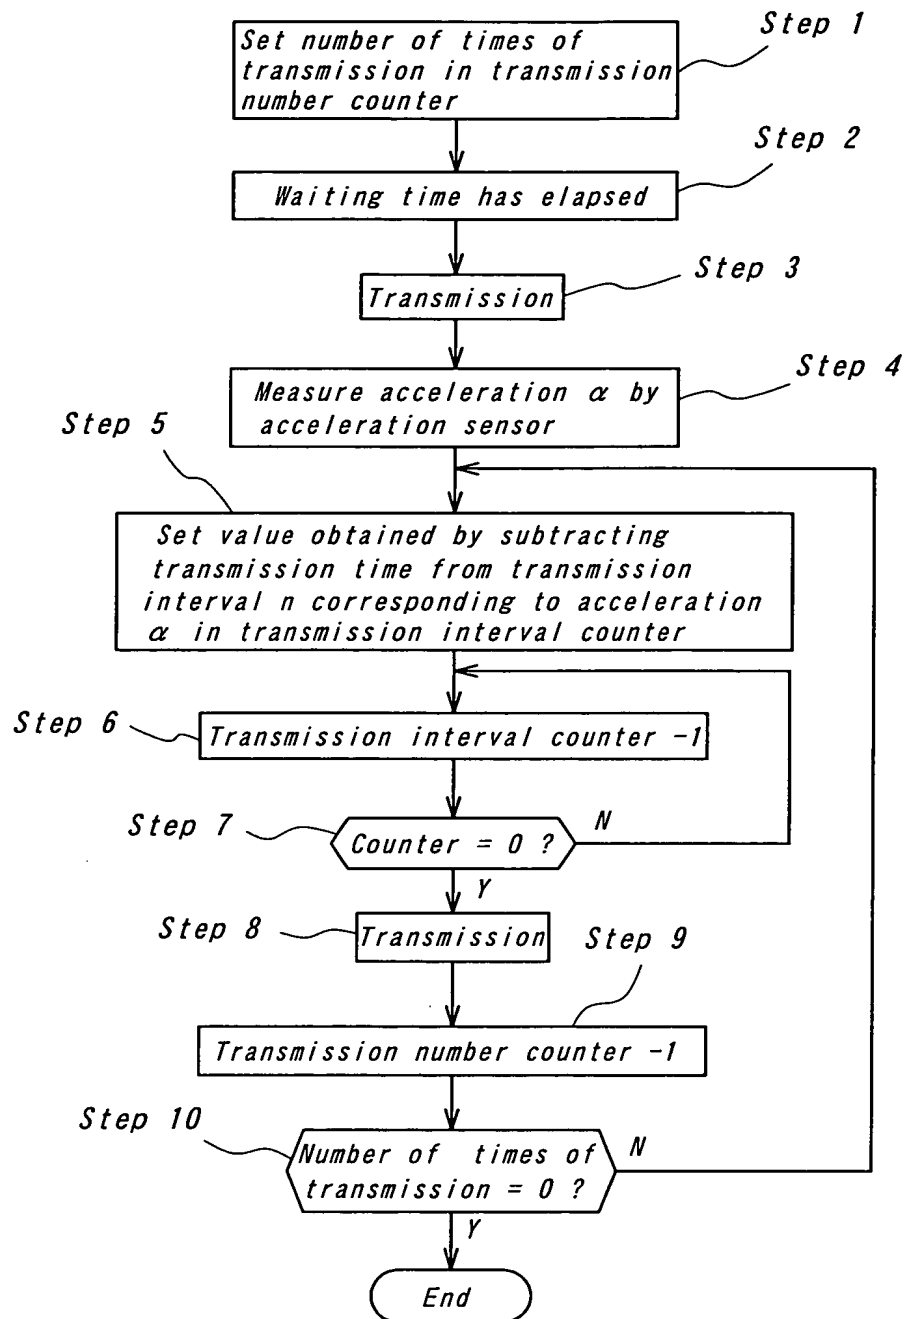 Step 1
Set number of times of
transmission in transmission
number counter
Step 2
Waiting time has elapsed
Step 3
Transmission
Step 4
Measure acceleration α by
acceleration sensor
Step 5
Set value obtained by subtracting
transmission time from transmission
interval n corresponding to acceleration
α in transmission interval counter
Step 6
Transmission interval counter -1
Step 7
Counter = 0 ?
N
Y
Step 8
Transmission
Step 9
Transmission number counter -1
Step 10
Number of times of
transmission = 0 ?
N
Y
End